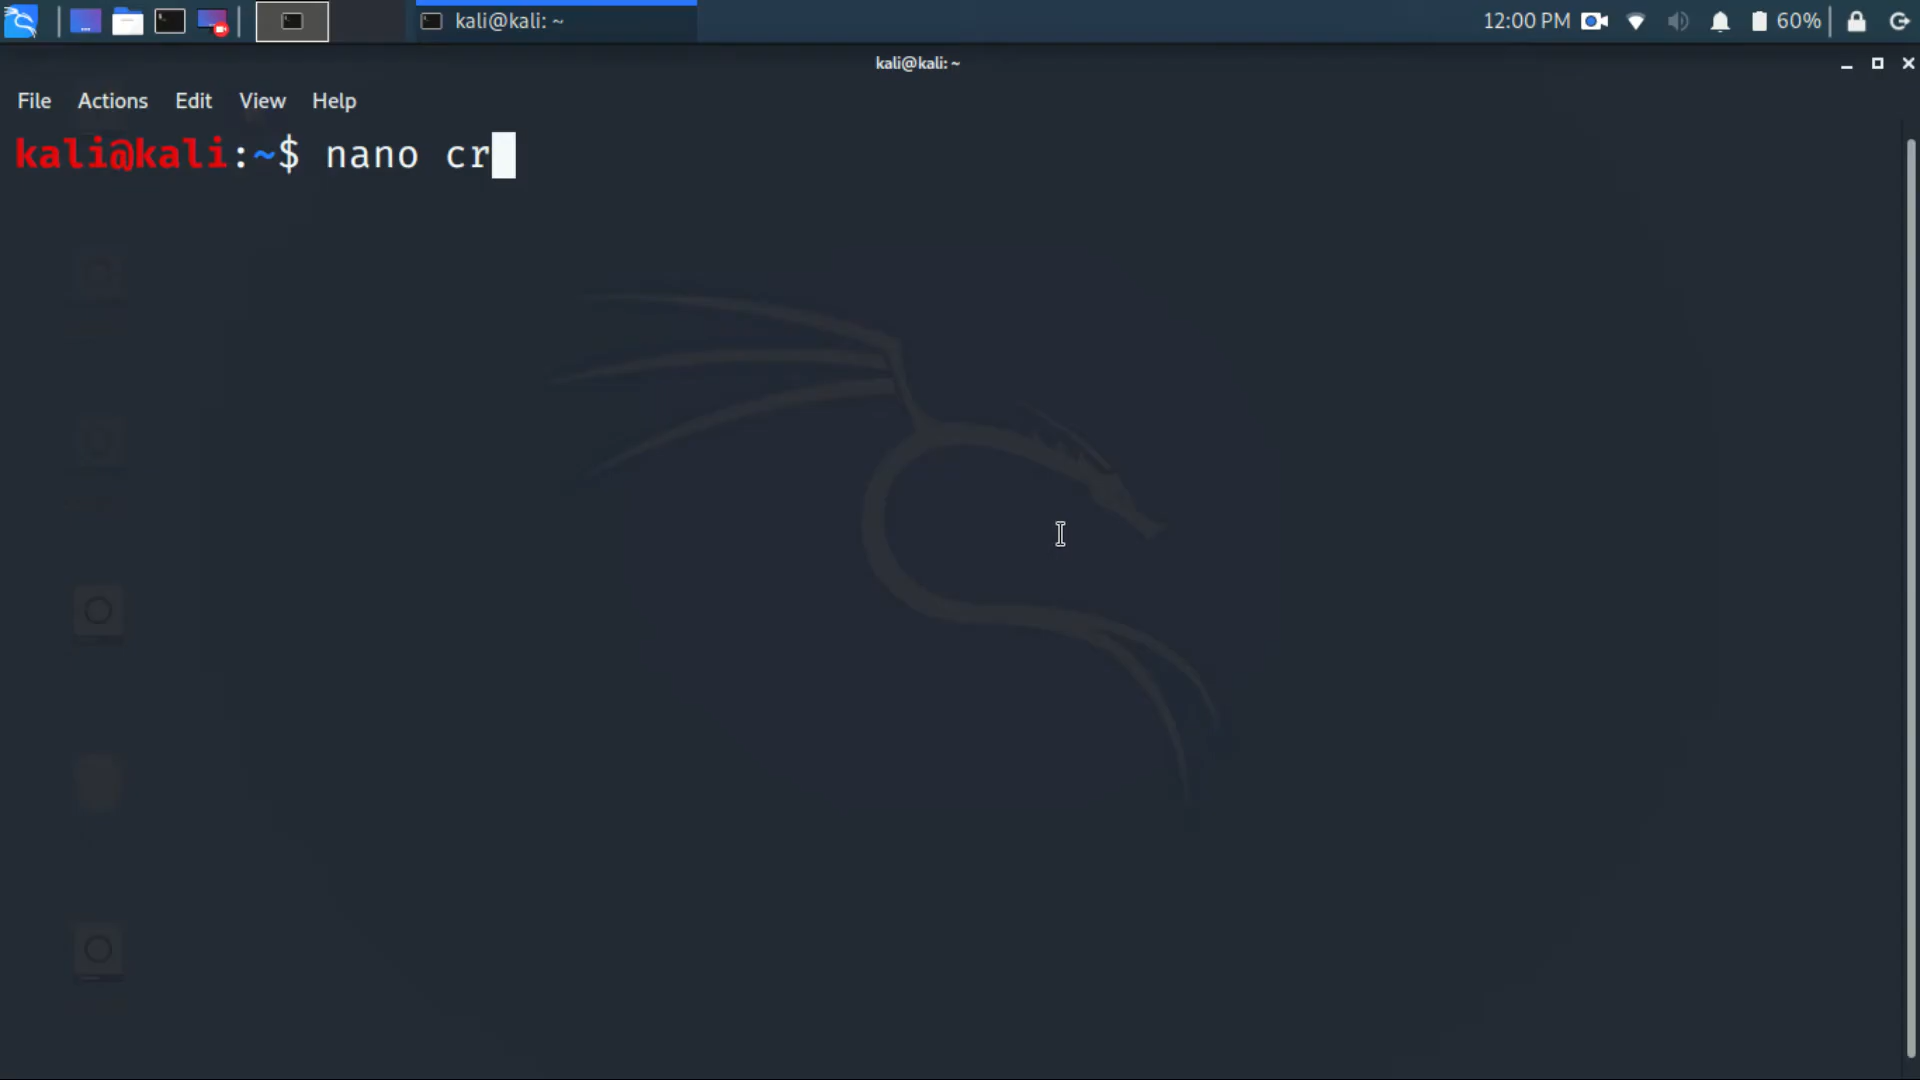 kali@kali: ~
12:00 PM
60%
kali@kali: ~
File Actions Edit View Help
kali@kali:~$ nano cr